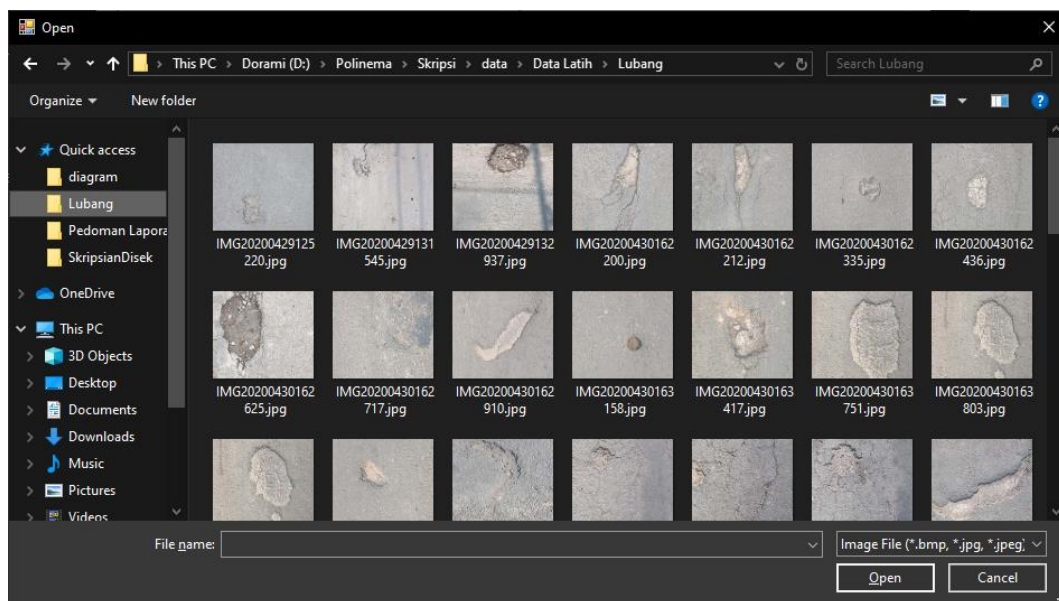 Open
This PC > Dorami (D:) > Polinema > Skripsi > data > Data Latih > Lubang
Search Lubang
Organize
New folder
Quick access
diagram
Lubang
Pedoman Lapora
SkripsianDisek
OneDrive
This PC
3D Objects
Desktop
Documents
Downloads
Music
Pictures
Videos
IMG20200429125
220.jpg
IMG20200429131
545.jpg
IMG20200429132
937.jpg
IMG20200430162
200.jpg
IMG20200430162
212.jpg
IMG20200430162
335.jpg
IMG20200430162
436.jpg
IMG20200430162
625.jpg
IMG20200430162
717.jpg
IMG20200430162
910.jpg
IMG20200430163
158.jpg
IMG20200430163
417.jpg
IMG20200430163
751.jpg
IMG20200430163
803.jpg
File name:
Image File (*.bmp, *.jpg, *.jpeg)
Open
Cancel